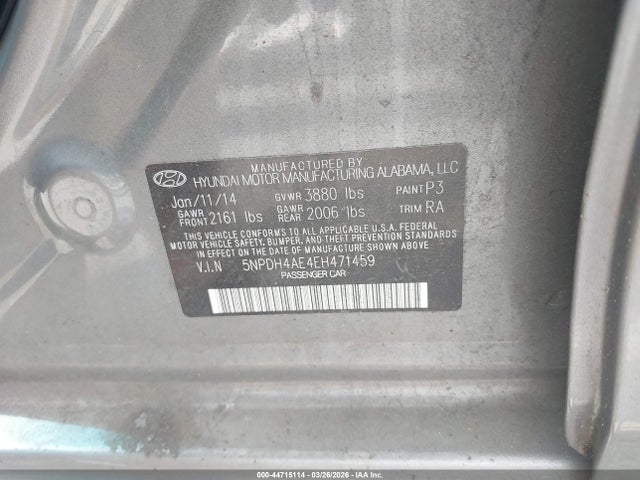 MANUFACTURED BY
HYUNDAI MOTOR MANUFACTURING ALABAMA, LLC
Jan/11/14 GVWR 3880 lbs PAINT P3
GAWR FRONT 2161 lbs GAWR REAR 2006 lbs TRIM RA
THIS VEHICLE CONFORMS TO ALL APPLICABLE FEDERAL
MOTOR VEHICLE SAFETY, BUMPER, AND THEFT PREVENTION
STANDARDS IN EFFECT ON THE DATE OF MANUFACTURE SHOWN ABOVE.
V.I.N 5NPDH4AE4EH471459
PASSENGER CAR
000-44715114 | 03/26/2026 | IAA Inc.